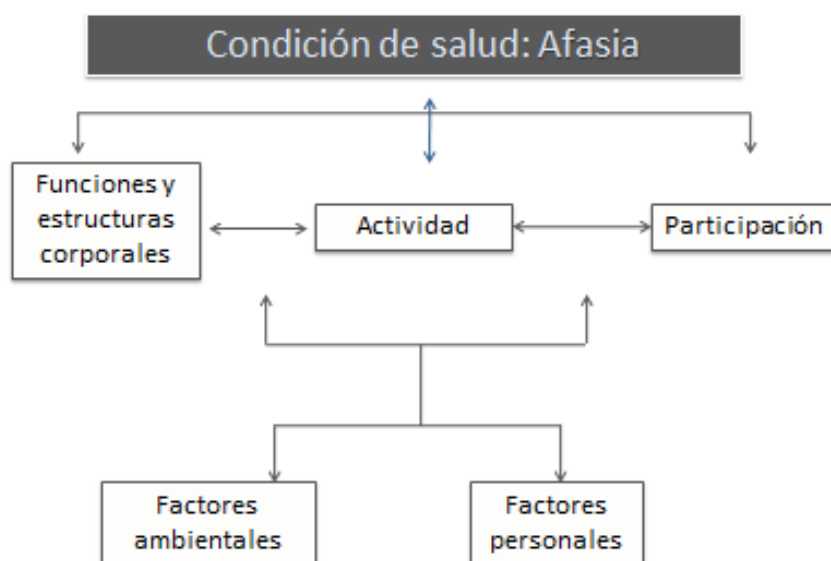 Condición de salud: Afasia
Funciones y
estructuras
corporales
Actividad
Participación
Factores
ambientales
Factores
personales